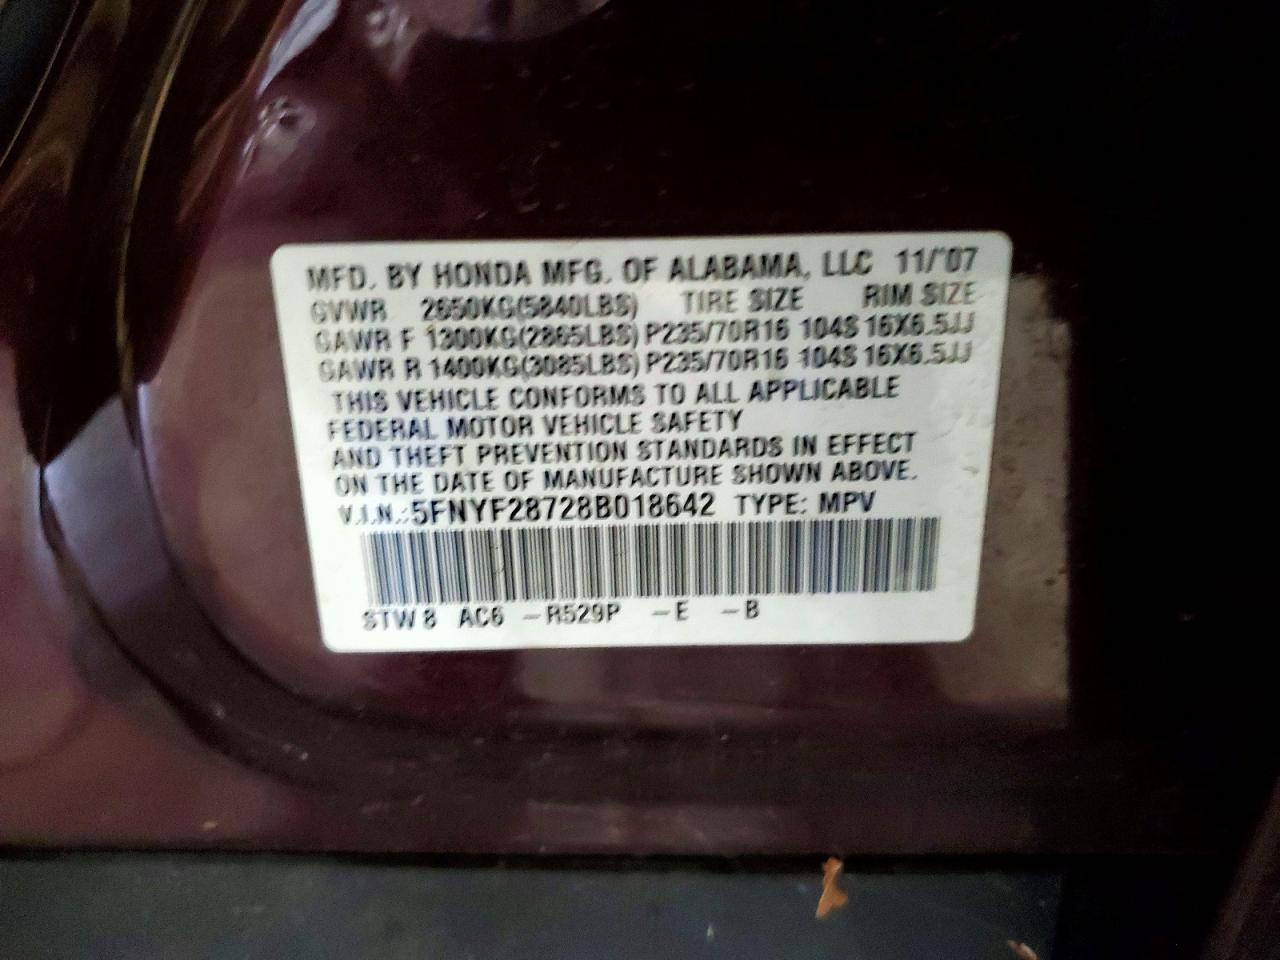 MFD. BY HONDA MFG. OF ALABAMA, LLC 11/'07
GVWR 2650KG(5840LBS) TIRE SIZE RIM SIZE
GAWR F 1300KG(2865LBS) P235/70R16 104S 16X6.5JJ
GAWR R 1400KG(3085LBS) P235/70R16 104S 16X6.5JJ
THIS VEHICLE CONFORMS TO ALL APPLICABLE
FEDERAL MOTOR VEHICLE SAFETY
AND THEFT PREVENTION STANDARDS IN EFFECT
ON THE DATE OF MANUFACTURE SHOWN ABOVE.
V.I.N.:5FNYF28728B018642 TYPE: MPV
STW8 AC6 -R529P -E -B